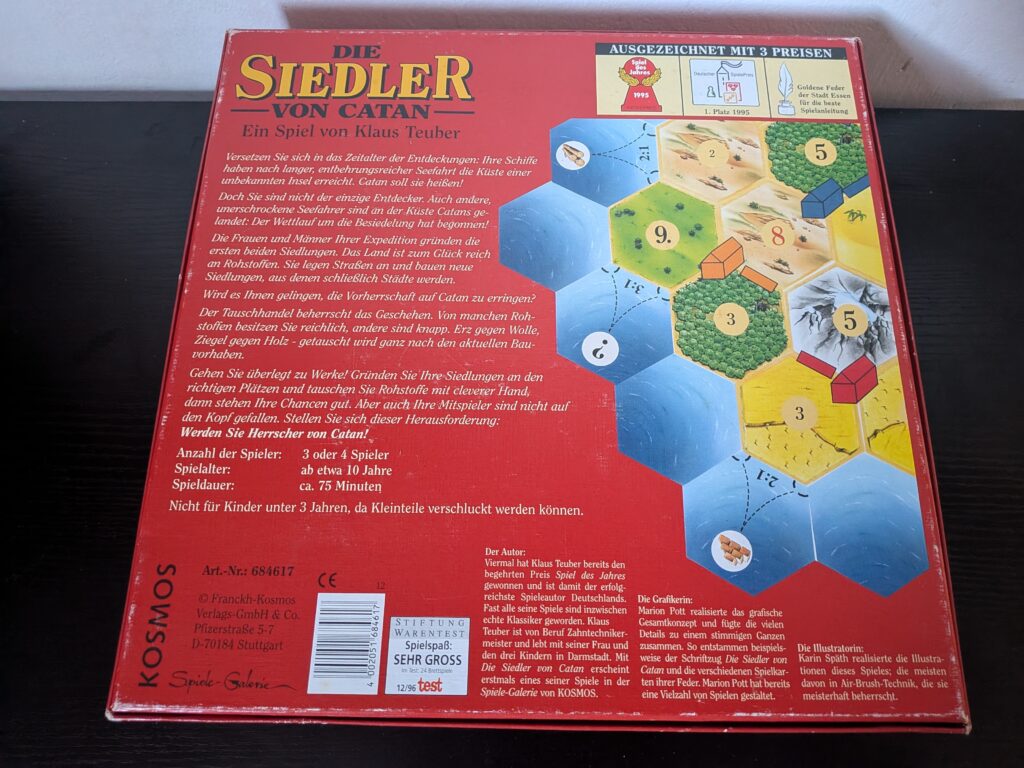 DIE
SIEDLER
VON CATAN
Ein Spiel von Klaus Teuber
AUSGEZEICHNET MIT 3 PREISEN
Spiel
des
Jahres
1995
Deutscher SpielePreis
1. Platz 1995
Goldene Feder
der Stadt Essen
für die beste
Spielanleitung
Versetzen Sie sich in das Zeitalter der Entdeckungen: Ihre Schiffe
haben nach langer, entbehrungsreicher Seefahrt die Küste einer
unbekannten Insel erreicht. Catan soll sie heißen!
Doch Sie sind nicht der einzige Entdecker. Auch andere,
unerschrockene Seefahrer sind an der Küste Catans ge-
landet: Der Wettlauf um die Besiedelung hat begonnen!
Die Frauen und Männer Ihrer Expedition gründen die
ersten beiden Siedlungen. Das Land ist zum Glück reich
an Rohstoffen. Sie legen Straßen an und bauen neue
Siedlungen, aus denen schließlich Städte werden.
Wird es Ihnen gelingen, die Vorherrschaft auf Catan zu erringen?
Der Tauschhandel beherrscht das Geschehen. Von manchen Roh-
stoffen besitzen Sie reichlich, andere sind knapp. Erz gegen Wolle,
Ziegel gegen Holz - getauscht wird ganz nach den aktuellen Bau-
vorhaben.
Gehen Sie überlegt zu Werke! Gründen Sie Ihre Siedlungen an den
richtigen Plätzen und tauschen Sie Rohstoffe mit cleverer Hand,
dann stehen Ihre Chancen gut. Aber auch Ihre Mitspieler sind nicht auf
den Kopf gefallen. Stellen Sie sich dieser Herausforderung:
Werden Sie Herrscher von Catan!
Anzahl der Spieler: 3 oder 4 Spieler
Spielalter: ab etwa 10 Jahre
Spieldauer: ca. 75 Minuten
Nicht für Kinder unter 3 Jahren, da Kleinteile verschluckt werden können.
2:1
2
5
9.
8
3:1
?
3
5
3
2:1
KOSMOS
Art.-Nr.: 684617
CE
12
© Franckh-Kosmos
Verlags-GmbH & Co.
Pfizerstraße 5-7
D-70184 Stuttgart
Spiele-Galerie
4 002051 684617
STIFTUNG
WARENTEST
Spielspaß:
SEHR GROSS
Im Test: 24 Brettspiele
12/96 test
Der Autor:
Viermal hat Klaus Teuber bereits den
begehrten Preis Spiel des Jahres
gewonnen und ist damit der erfolg-
reichste Spieleautor Deutschlands.
Fast alle seine Spiele sind inzwischen
echte Klassiker geworden. Klaus
Teuber ist von Beruf Zahntechniker-
meister und lebt mit seiner Frau und
den drei Kindern in Darmstadt. Mit
Die Siedler von Catan erscheint
erstmals eines seiner Spiele in der
Spiele-Galerie von KOSMOS.
Die Grafikerin:
Marion Pott realisierte das grafische
Gesamtkonzept und fügte die vielen
Details zu einem stimmigen Ganzen
zusammen. So entstammen beispiels-
weise der Schriftzug Die Siedler von
Catan und die verschiedenen Spielkar-
ten ihrer Feder. Marion Pott hat bereits
eine Vielzahl von Spielen gestaltet.
Die Illustratorin:
Karin Späth realisierte die Illustra-
tionen dieses Spieles; die meisten
davon in Air-Brush-Technik, die sie
meisterhaft beherrscht.